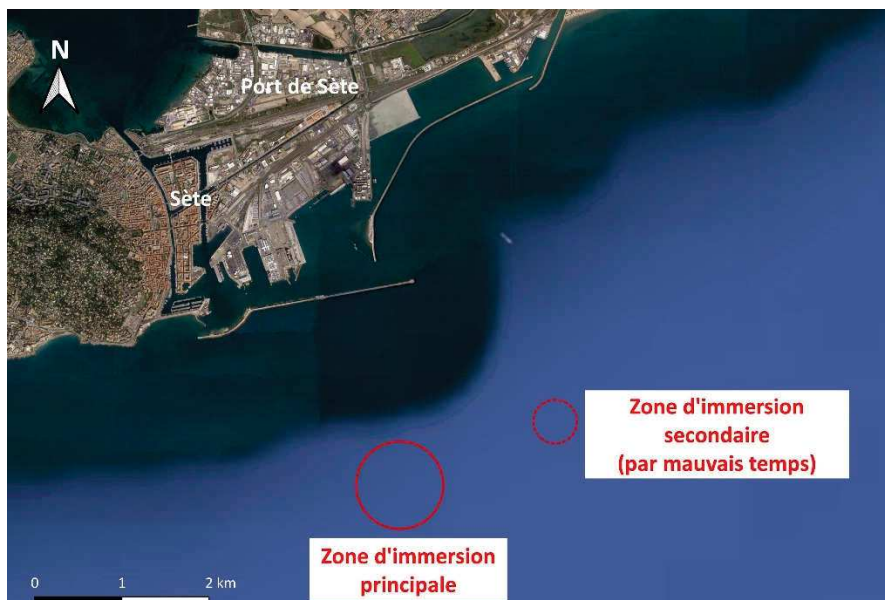 N
Port de Sète
Sète
Zone d'immersion
secondaire
(par mauvais temps)
Zone d'immersion
principale
0 1 2 km